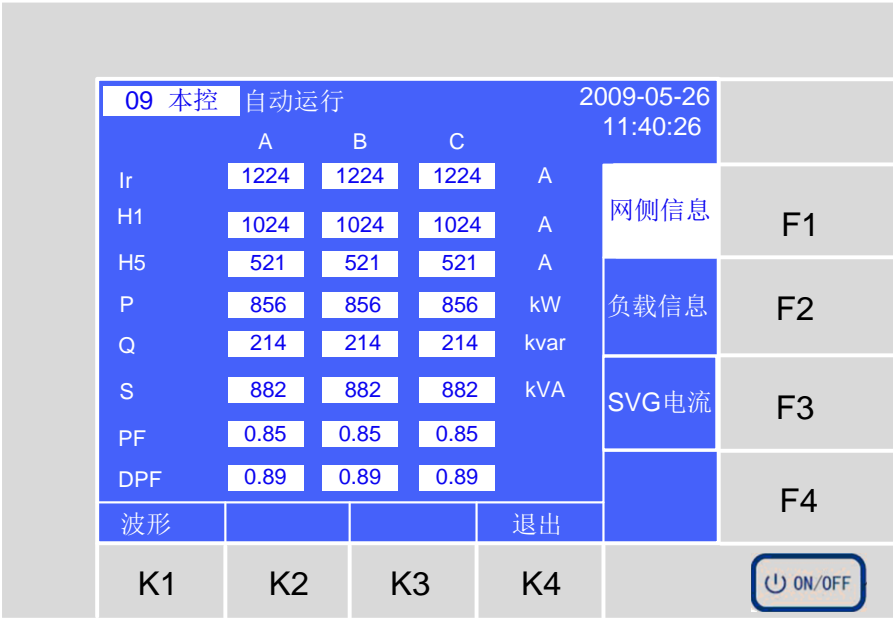 09 本控 自动运行 2009-05-26
11:40:26
A B C
Ir 1224 1224 1224 A
H1 1024 1024 1024 A
H5 521 521 521 A
P 856 856 856 kW
Q 214 214 214 kvar
S 882 882 882 kVA
PF 0.85 0.85 0.85
DPF 0.89 0.89 0.89
网侧信息 F1
负载信息 F2
SVG电流 F3
F4
波形 退出
K1 K2 K3 K4
ON/OFF